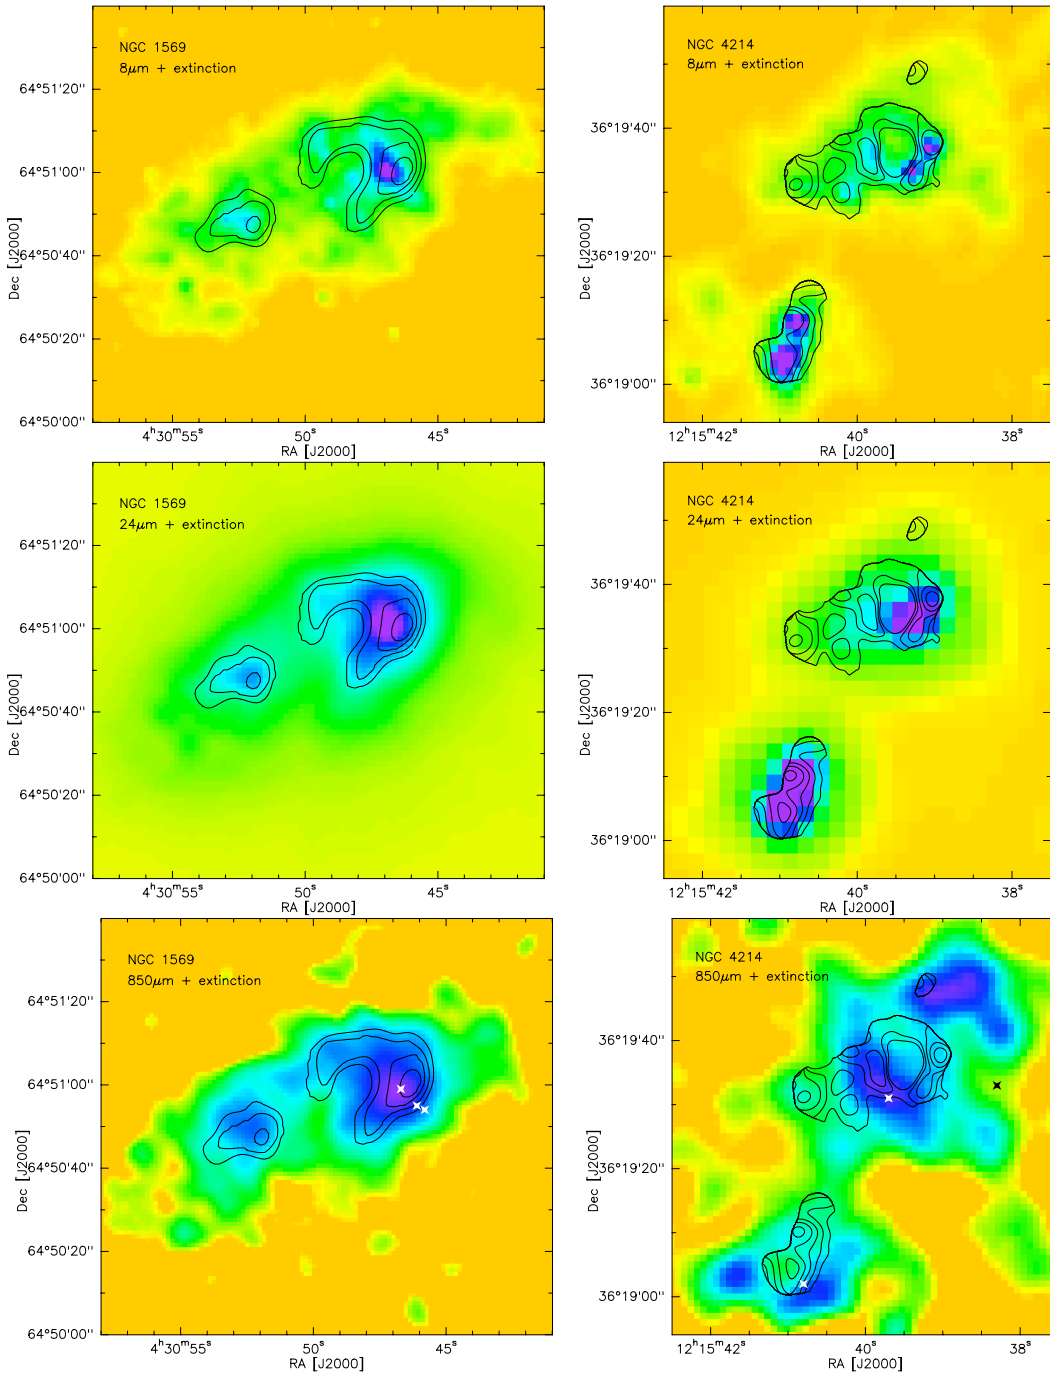 NGC 1569
8μm + extinction
64°51'20''
64°51'00''
64°50'40''
64°50'20''
64°50'00''
Dec [J2000]
4ʰ30ᵐ55ˢ
50ˢ
45ˢ
RA [J2000]
NGC 4214
8μm + extinction
36°19'40''
36°19'20''
36°19'00''
Dec [J2000]
12ʰ15ᵐ42ˢ
40ˢ
38ˢ
RA [J2000]
NGC 1569
24μm + extinction
64°51'20''
64°51'00''
64°50'40''
64°50'20''
64°50'00''
Dec [J2000]
4ʰ30ᵐ55ˢ
50ˢ
45ˢ
RA [J2000]
NGC 4214
24μm + extinction
36°19'40''
36°19'20''
36°19'00''
Dec [J2000]
12ʰ15ᵐ42ˢ
40ˢ
38ˢ
RA [J2000]
NGC 1569
850μm + extinction
64°51'20''
64°51'00''
64°50'40''
64°50'20''
64°50'00''
Dec [J2000]
4ʰ30ᵐ55ˢ
50ˢ
45ˢ
RA [J2000]
NGC 4214
850μm + extinction
36°19'40''
36°19'20''
36°19'00''
Dec [J2000]
12ʰ15ᵐ42ˢ
40ˢ
38ˢ
RA [J2000]